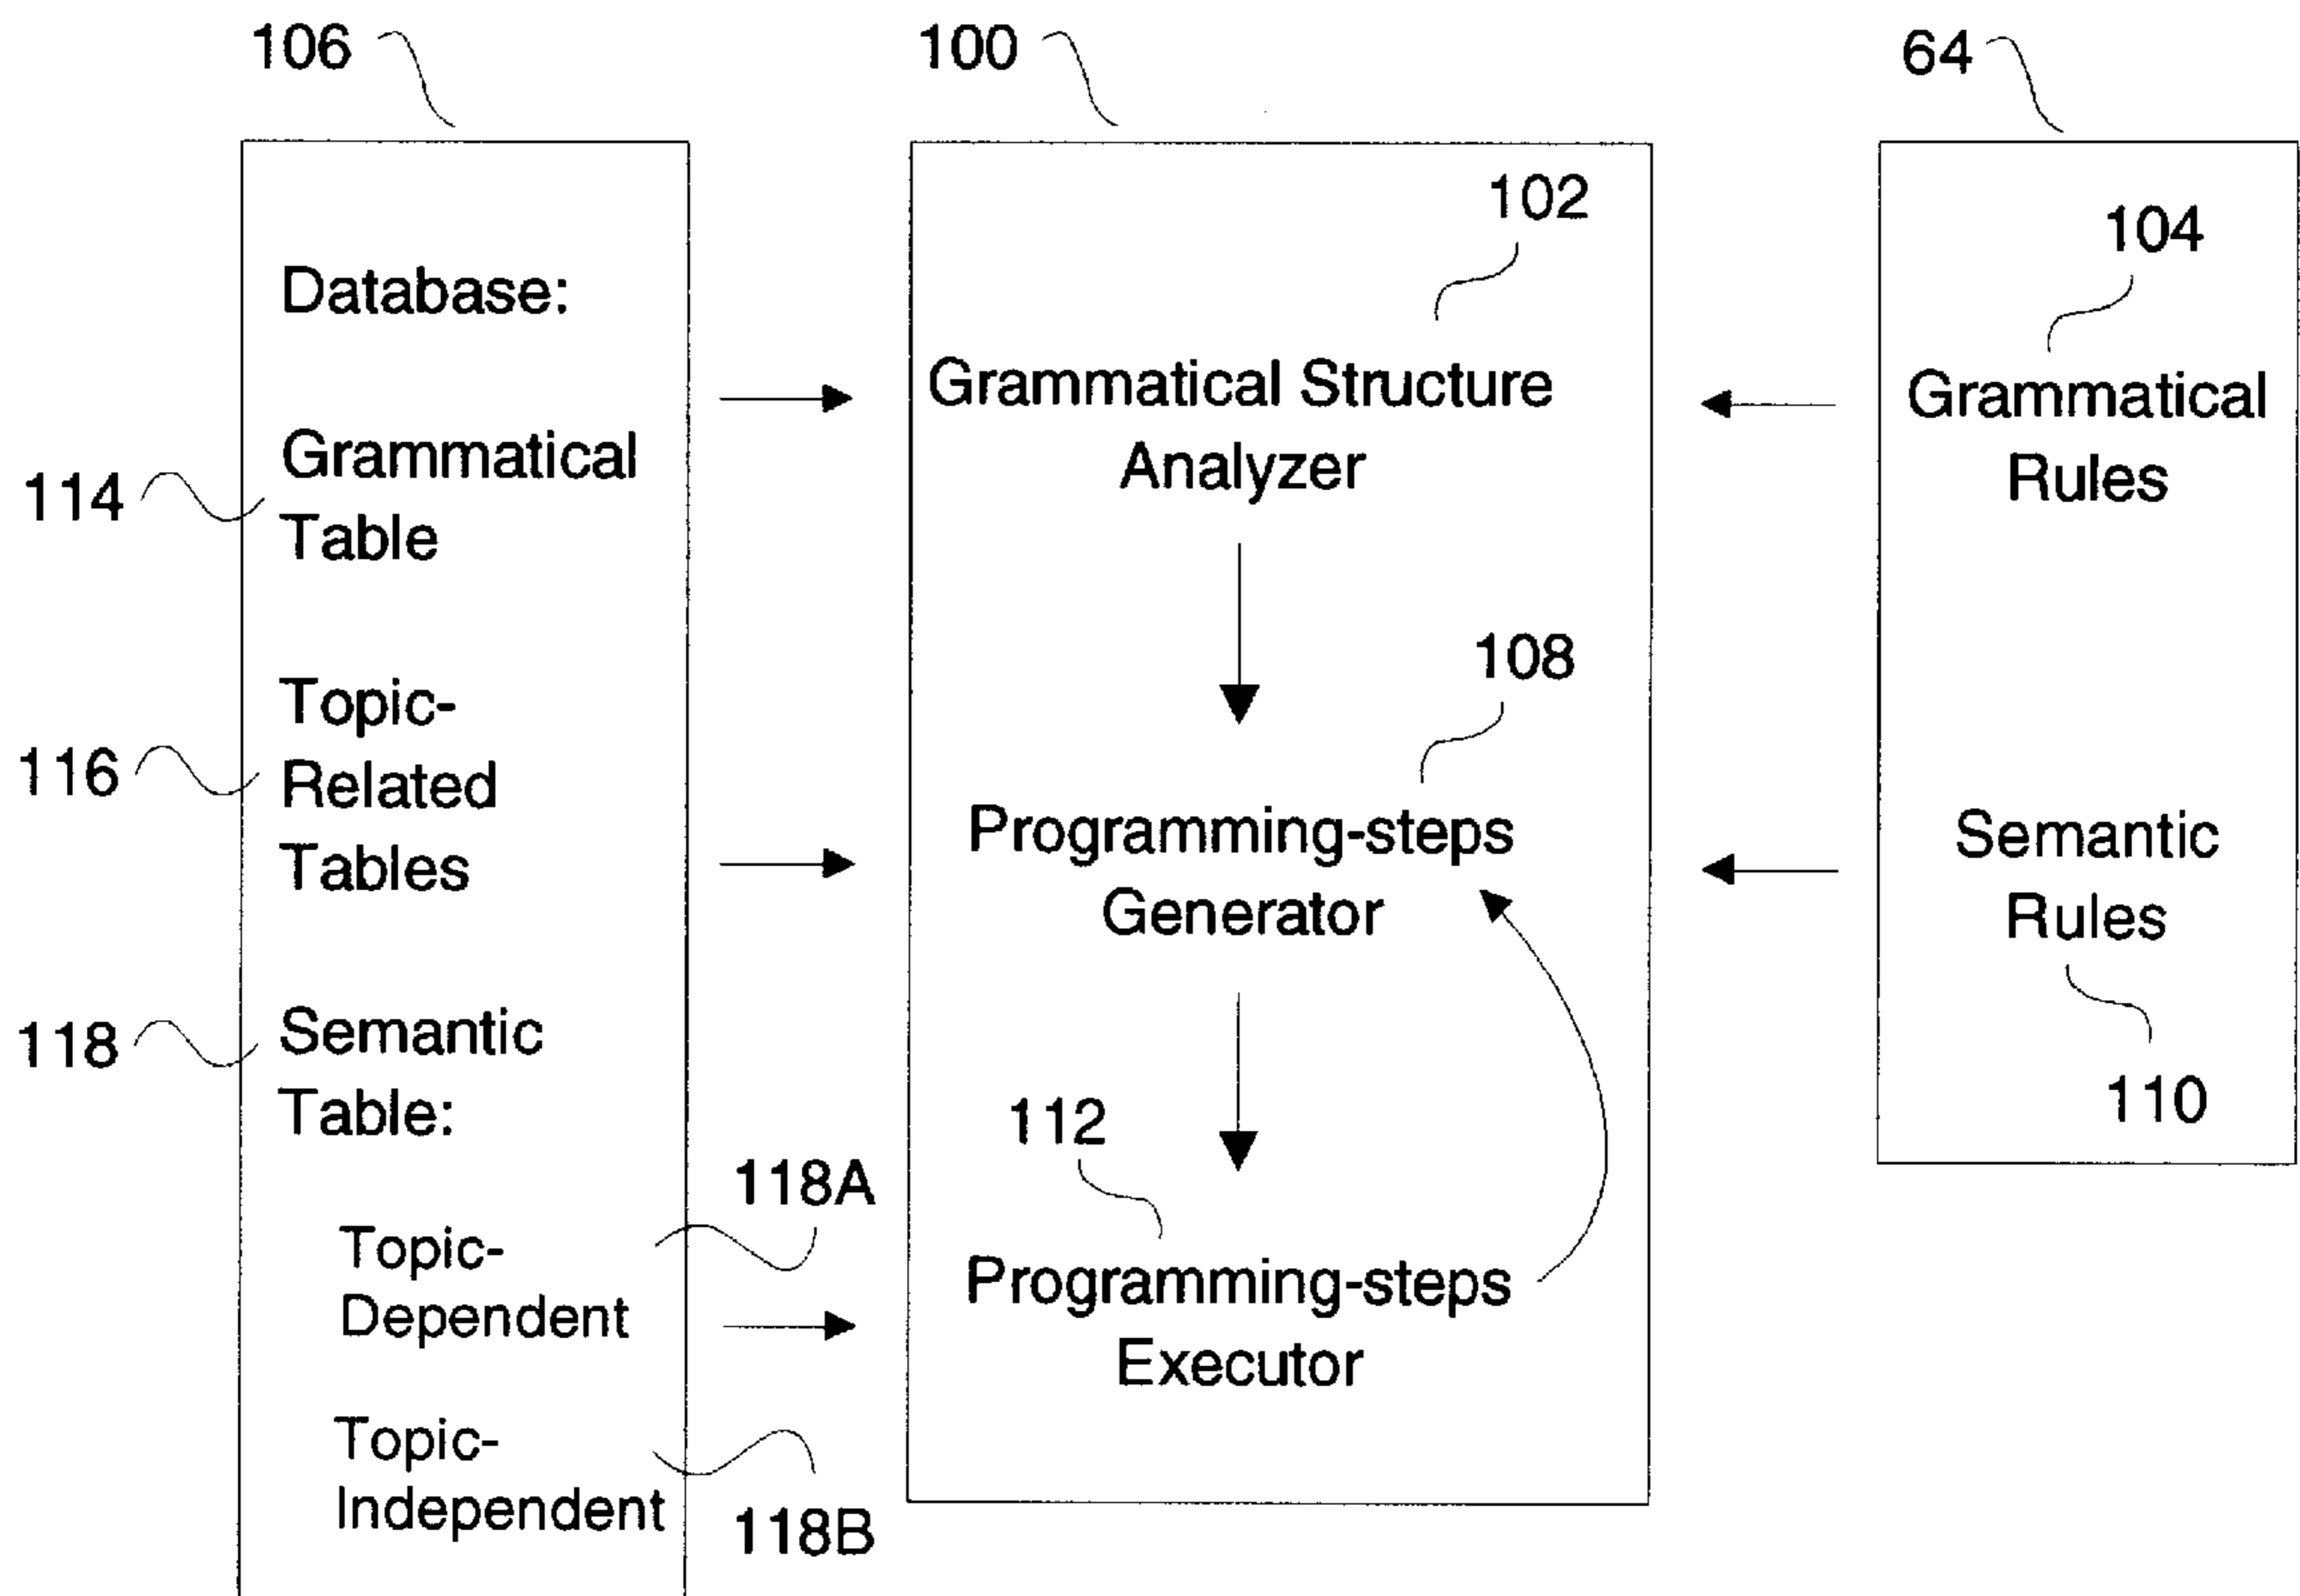 106
100
64
Database:
114
Grammatical
Table
116
Topic-
Related
Tables
118
Semantic
Table:
118A
Topic-
Dependent
Topic-
Independent
118B
102
Grammatical Structure
Analyzer
108
Programming-steps
Generator
112
Programming-steps
Executor
104
Grammatical
Rules
Semantic
Rules
110